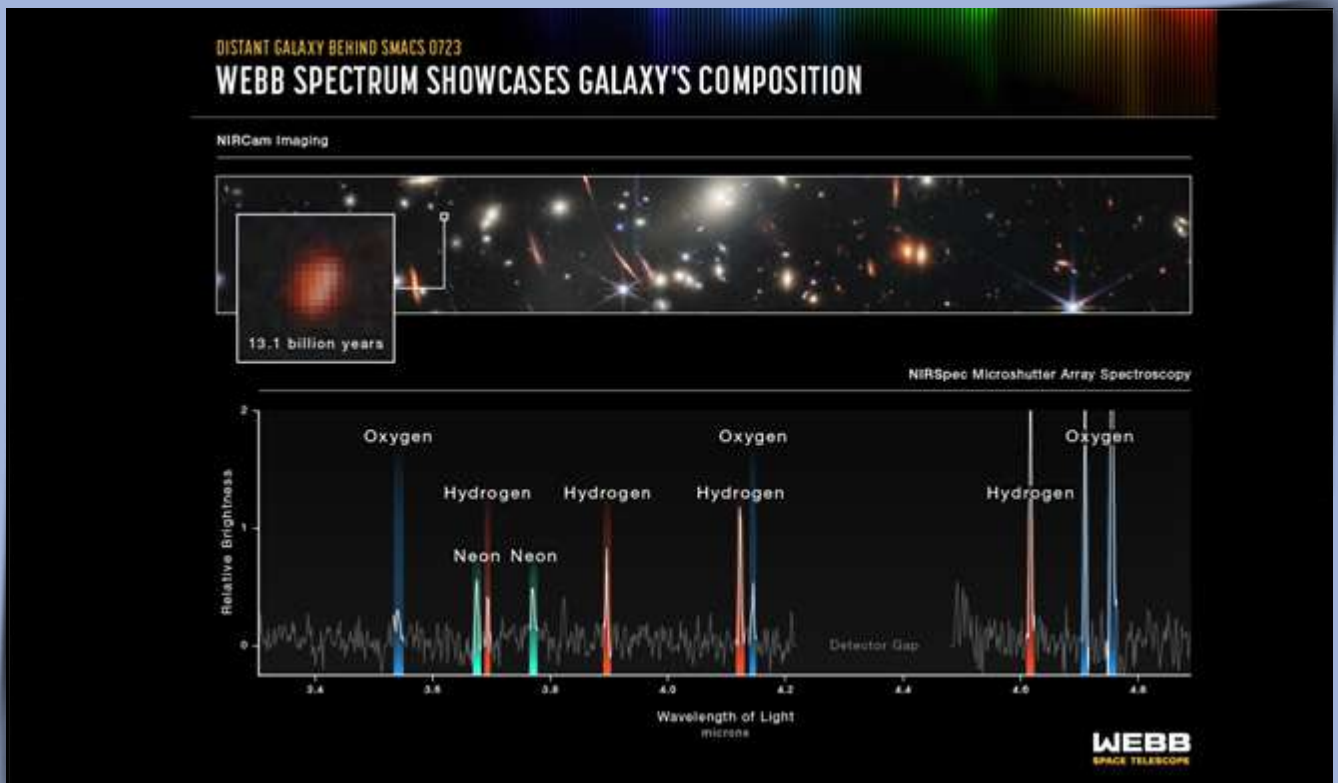 DISTANT GALAXY BEHIND SMACS 0723
WEBB SPECTRUM SHOWCASES GALAXY'S COMPOSITION
NIRCam Imaging
13.1 billion years
NIRSpec Microshutter Array Spectroscopy
2
Oxygen
Oxygen
Oxygen
Hydrogen
Hydrogen
Hydrogen
Hydrogen
1
Neon
Neon
Relative Brightness
0
Detector Gap
3.4
3.6
3.8
4.0
4.2
4.4
4.6
4.8
Wavelength of Light
microns
WEBB
SPACE TELESCOPE